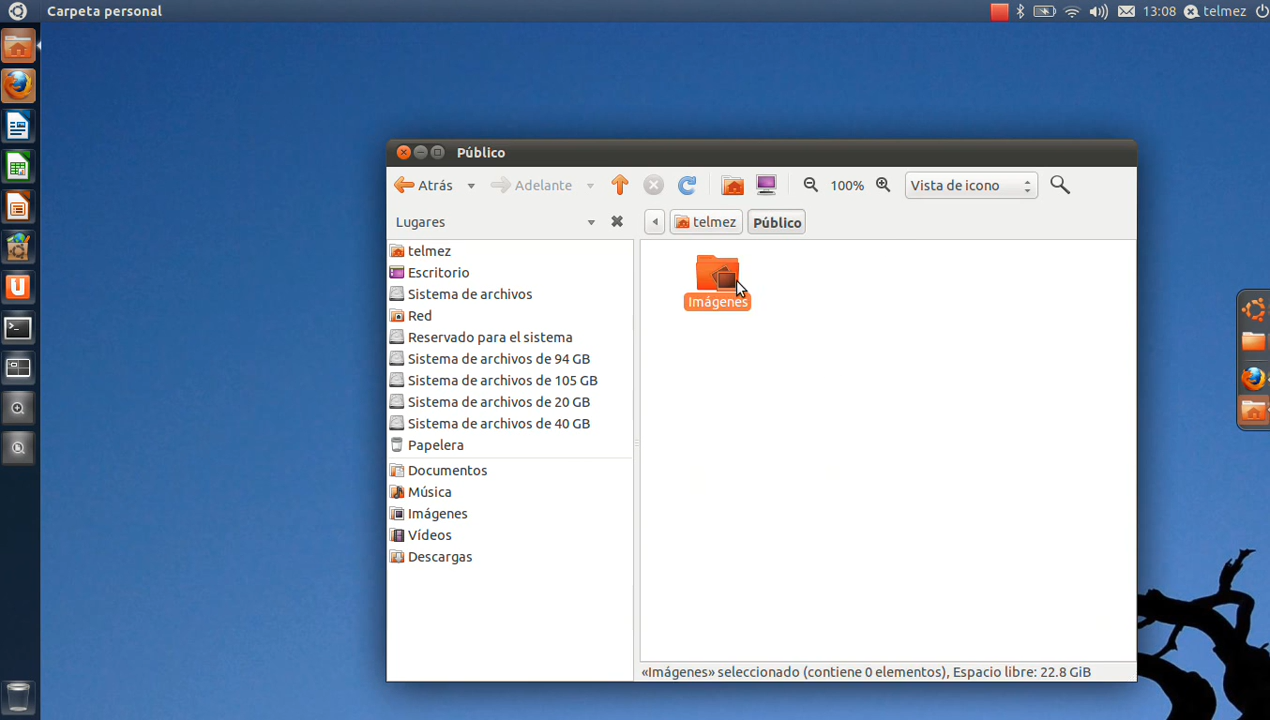 Carpeta personal
13:08
telmez
Público
Atrás
Adelante
100%
Vista de icono
Lugares
telmez
Público
telmez
Escritorio
Sistema de archivos
Red
Reservado para el sistema
Sistema de archivos de 94 GB
Sistema de archivos de 105 GB
Sistema de archivos de 20 GB
Sistema de archivos de 40 GB
Papelera
Documentos
Música
Imágenes
Vídeos
Descargas
Imágenes
«Imágenes» seleccionado (contiene 0 elementos), Espacio libre: 22.8 GiB